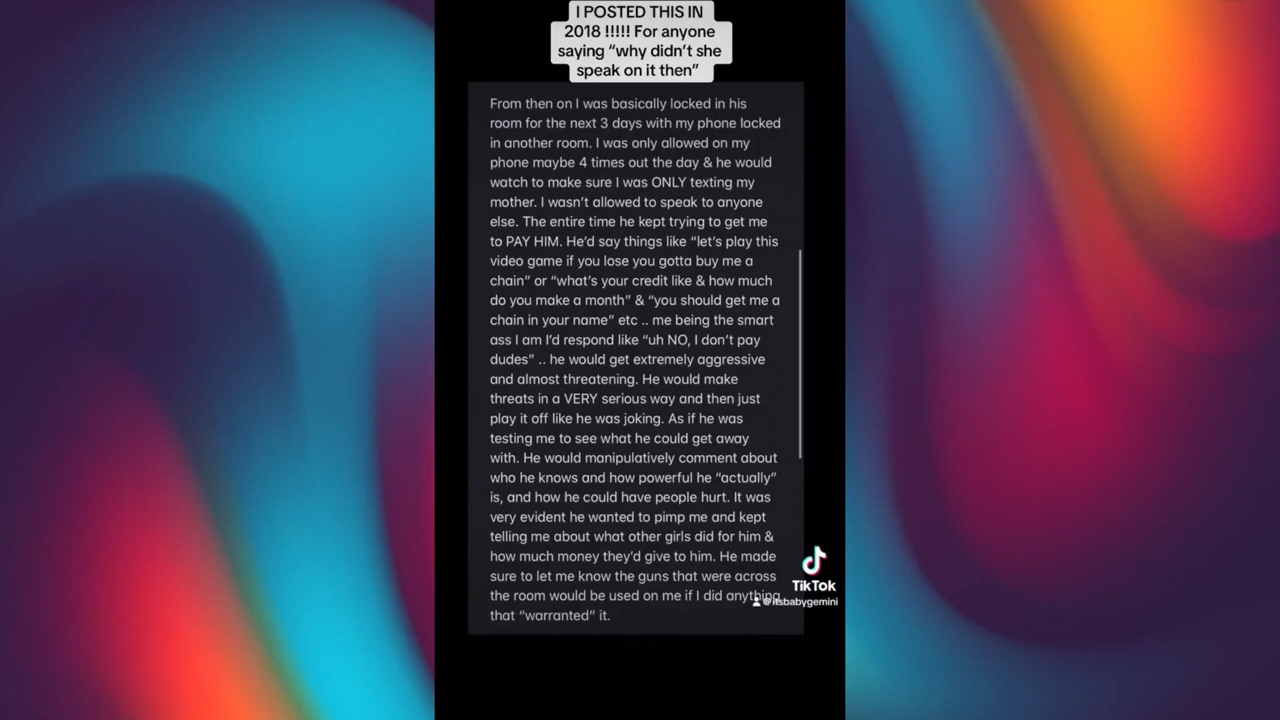 I POSTED THIS IN
2018 !!!!! For anyone
saying “why didn’t she
speak on it then”
From then on I was basically locked in his
room for the next 3 days with my phone locked
in another room. I was only allowed on my
phone maybe 4 times out the day & he would
watch to make sure I was ONLY texting my
mother. I wasn’t allowed to speak to anyone
else. The entire time he kept trying to get me
to PAY HIM. He’d say things like “let’s play this
video game if you lose you gotta buy me a
chain” or “what’s your credit like & how much
do you make a month” & “you should get me a
chain in your name” etc .. me being the smart
ass I am I’d respond like “uh NO, I don’t pay
dudes” .. he would get extremely aggressive
and almost threatening. He would make
threats in a VERY serious way and then just
play it off like he was joking. As if he was
testing me to see what he could get away
with. He would manipulatively comment about
who he knows and how powerful he “actually”
is, and how he could have people hurt. It was
very evident he wanted to pimp me and kept
telling me about what other girls did for him &
how much money they’d give to him. He made
sure to let me know the guns that were across
the room would be used on me if I did anything
that “warranted” it.
TikTok
@itsbabygemini